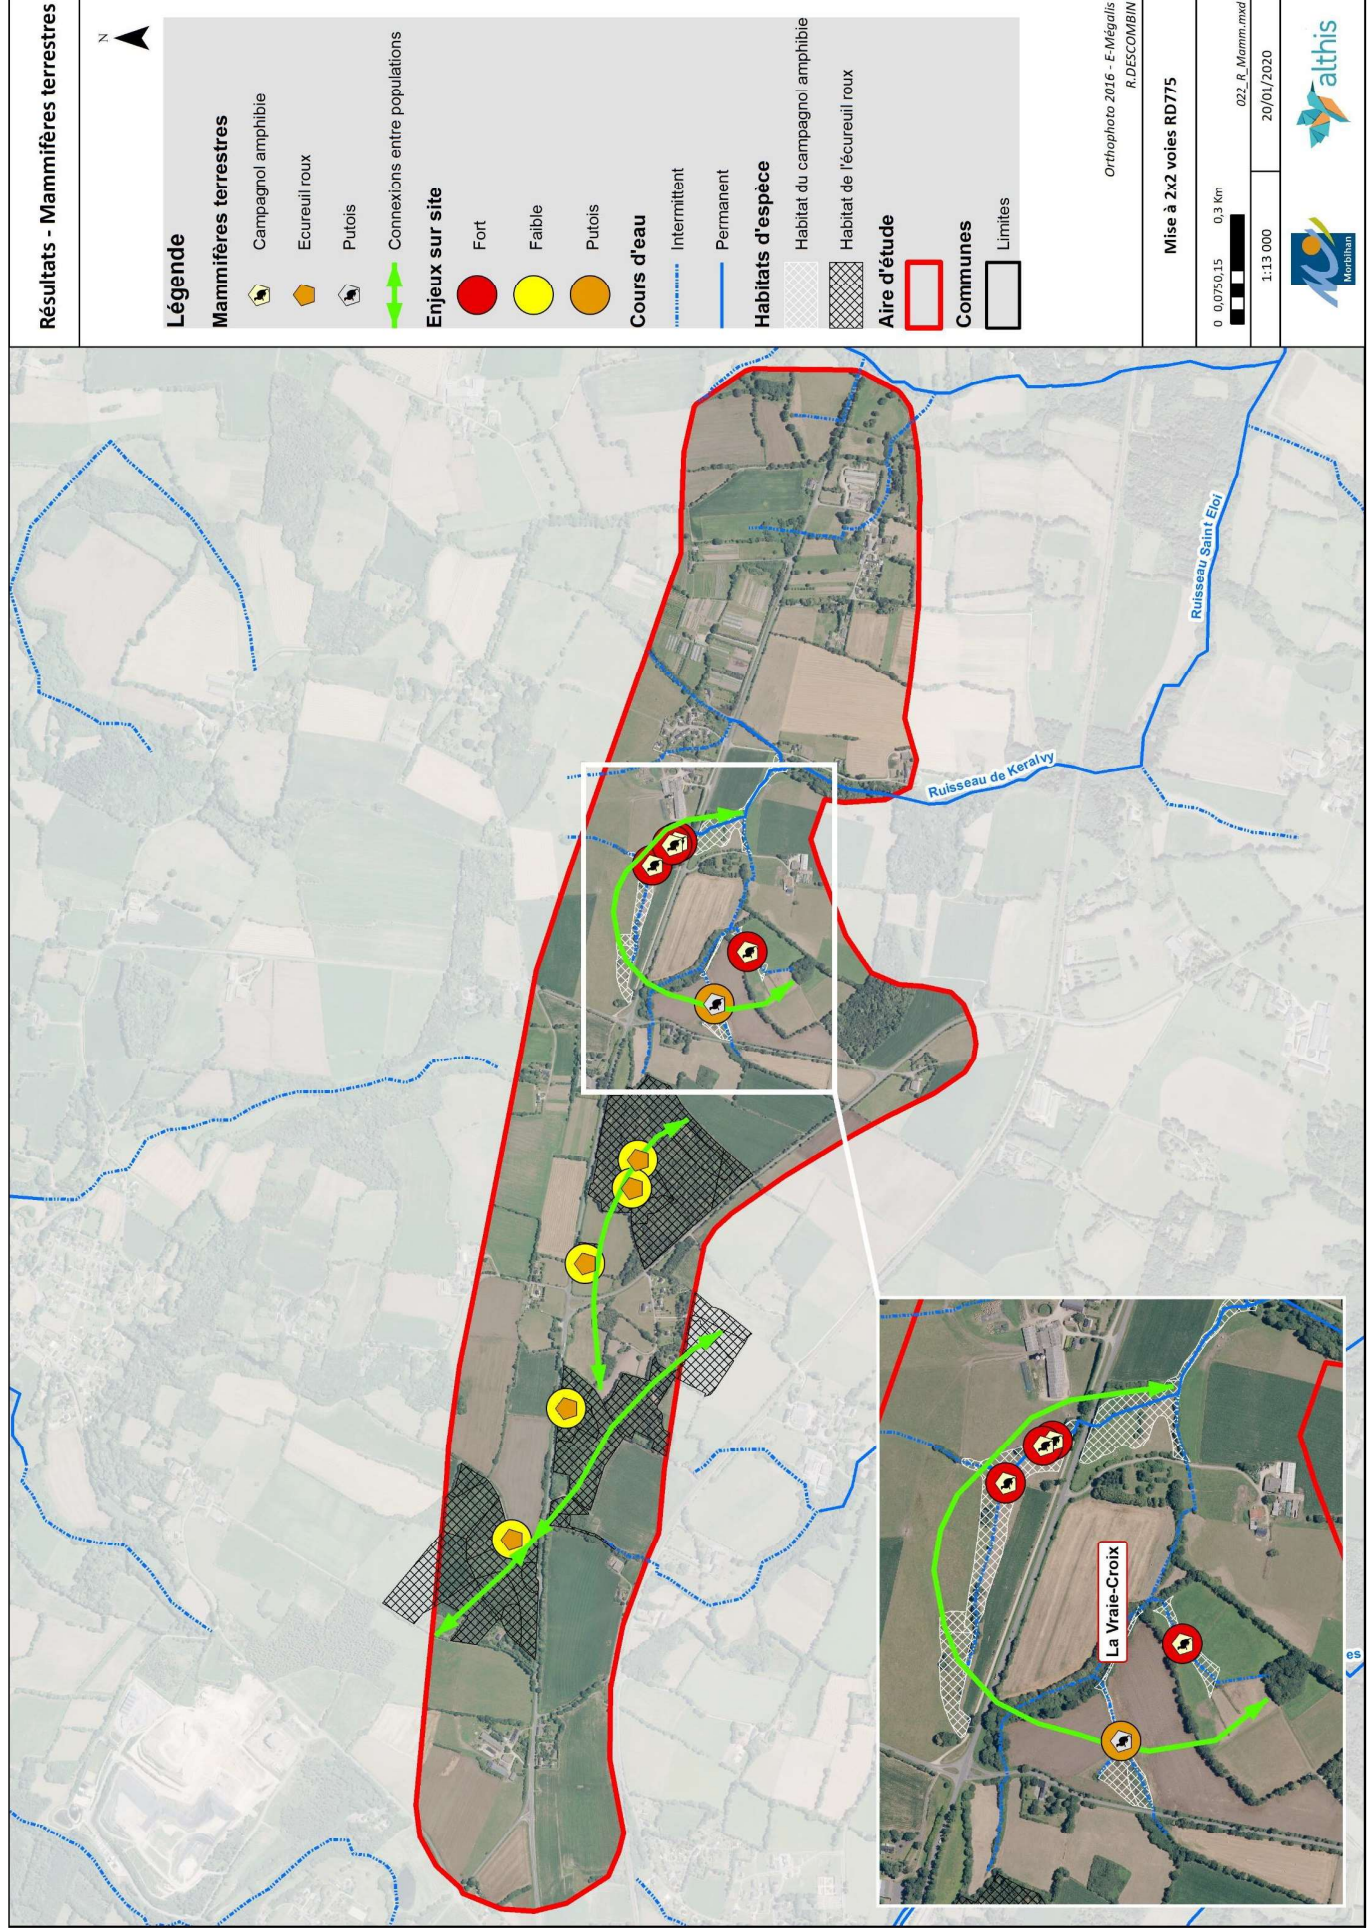 Résultats - Mammifères terrestres
N
Légende
Mammifères terrestres
Campagnol amphibie
Ecureuil roux
Putois
Connexions entre populations
Enjeux sur site
Fort
Faible
Putois
Cours d'eau
Intermittent
Permanent
Habitats d'espèce
Habitat du campagnol amphibie
Habitat de l'écureuil roux
Aire d'étude
Communes
Limites
Orthophoto 2016 - E-Mégalis
R.DESCOMBIN
Mise à 2x2 voies RD775
0 0,0750,15 0,3 Km
022_R_Mamm.mxd
1:13 000
20/01/2020
Morbihan
althis
Ruisseau Saint Eloi
Ruisseau de Keralvy
La Vraie-Croix
es